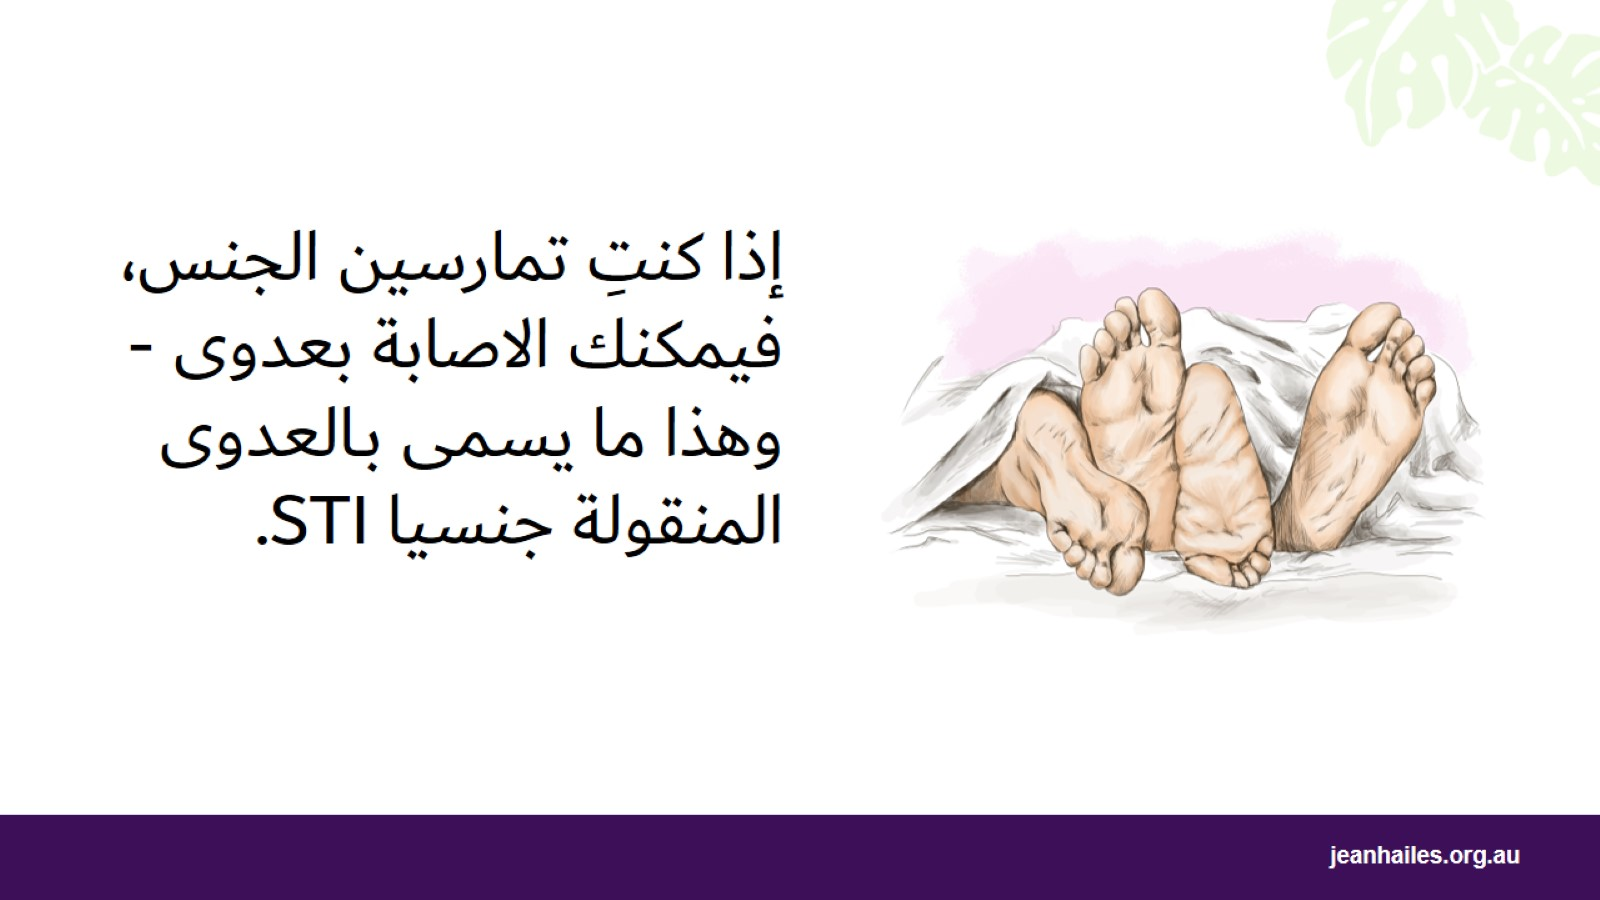 إذا كنتِ تمارسين الجنس،
فيمكنك الاصابة بعدوى -
وهذا ما يسمى بالعدوى
المنقولة جنسيا STI.
jeanhailes.org.au